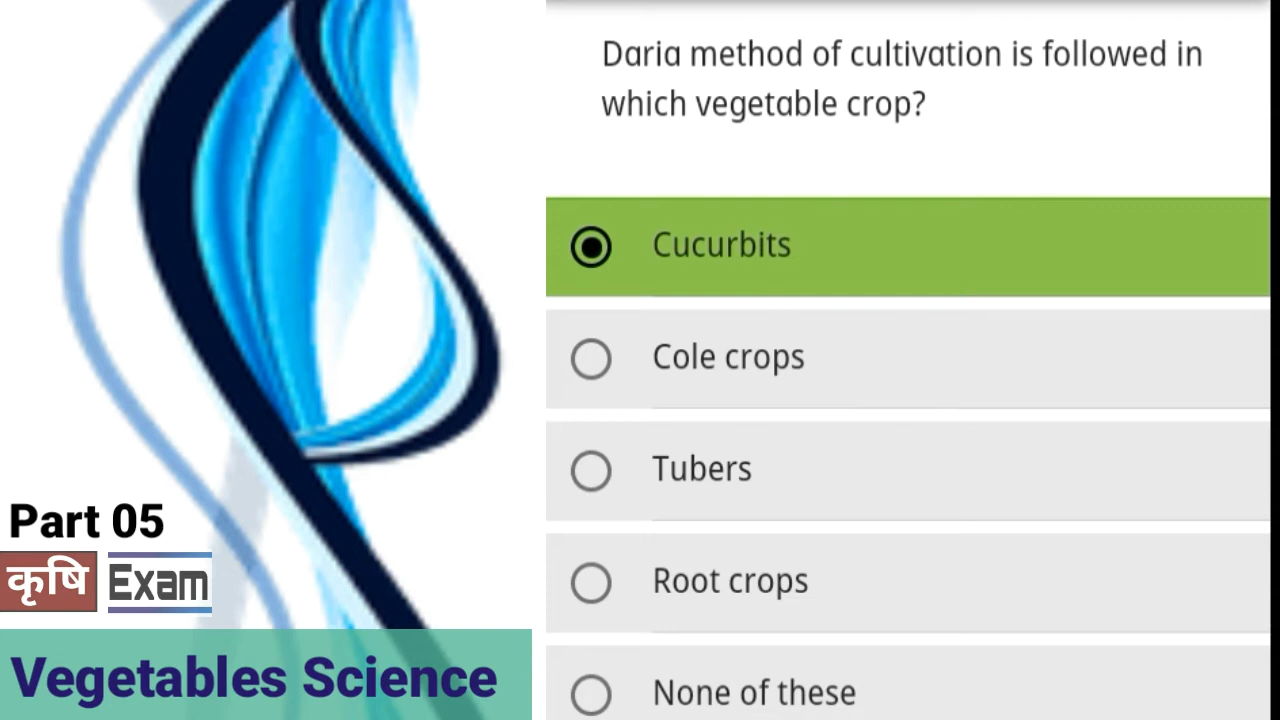 Daria method of cultivation is followed in
which vegetable crop?
Cucurbits
Cole crops
Tubers
Root crops
None of these
Part 05
कृषि Exam
Vegetables Science